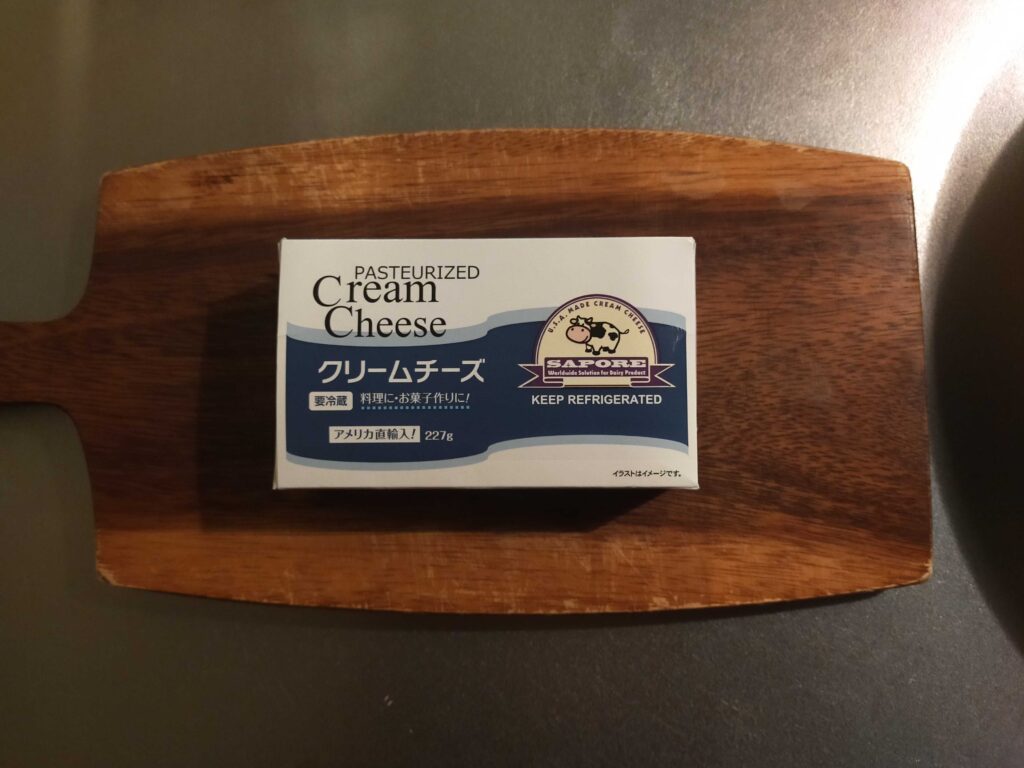 PASTEURIZED
Cream
Cheese
クリームチーズ
要冷蔵 料理に・お菓子作りに!
アメリカ直輸入! 227g
U.S.A. MADE CREAM CHEESE
SAPORE
Worldwide Solution for Dairy Product
KEEP REFRIGERATED
イラストはイメージです。